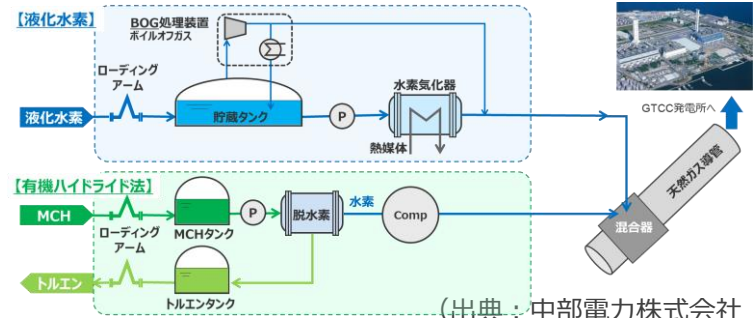 【液化水素】
BOG処理装置
ボイルオフガス
ローディング
アーム
水素気化器
液化水素
貯蔵タンク
P
熱媒体
GTCC発電所へ
天然ガス導管
混合器
【有機ハイドライド法】
MCH
ローディング
アーム
MCHタンク
P
脱水素
水素
Comp
トルエン
トルエンタンク
（出典：中部電力株式会社